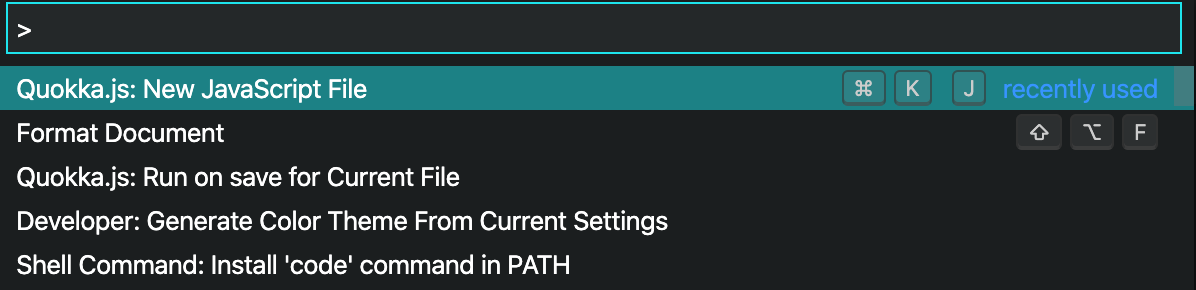 >
Quokka.js: New JavaScript File ⌘ K J recently used
Format Document ⇧ ⌥ F
Quokka.js: Run on save for Current File
Developer: Generate Color Theme From Current Settings
Shell Command: Install 'code' command in PATH